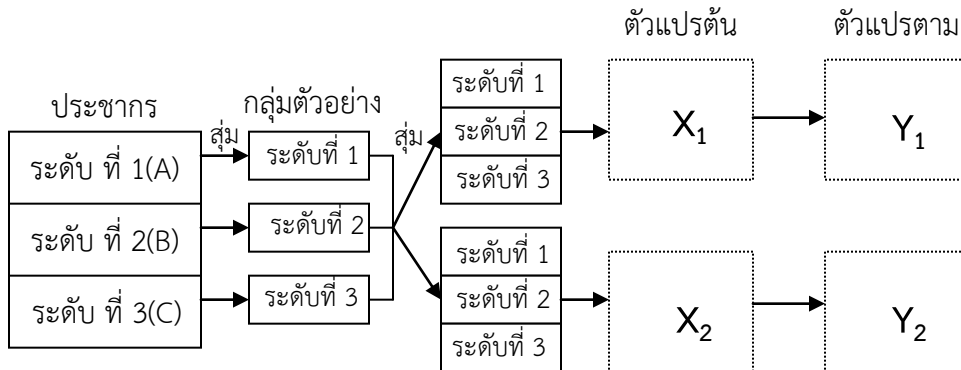 ตัวแปรต้น ตัวแปรตาม
ประชากร
กลุ่มตัวอย่าง
สุ่ม
สุ่ม
ระดับ ที่ 1(A)
ระดับ ที่ 2(B)
ระดับ ที่ 3(C)
ระดับที่ 1
ระดับที่ 2
ระดับที่ 3
ระดับที่ 1
ระดับที่ 2
ระดับที่ 3
X1
Y1
ระดับที่ 1
ระดับที่ 2
ระดับที่ 3
X2
Y2